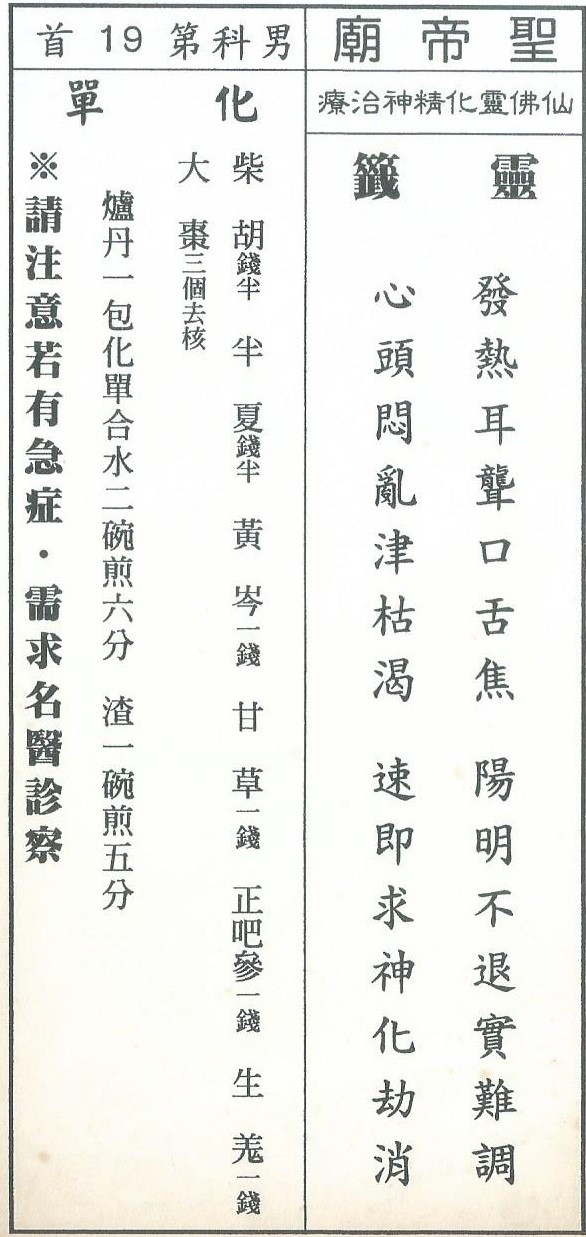 聖帝廟
仙佛靈化精神治療
靈籤
發熱耳聾口舌焦　陽明不退實難調
心頭悶亂津枯渴　速即求神化劫消
男科第19首
化單
柴胡錢半　半夏錢半　黃岑一錢　甘草一錢　正吧參一錢　生羗一錢
大棗三個去核
爐丹一包化單合水二碗煎六分　渣一碗煎五分
※請注意若有急症・需求名醫診察